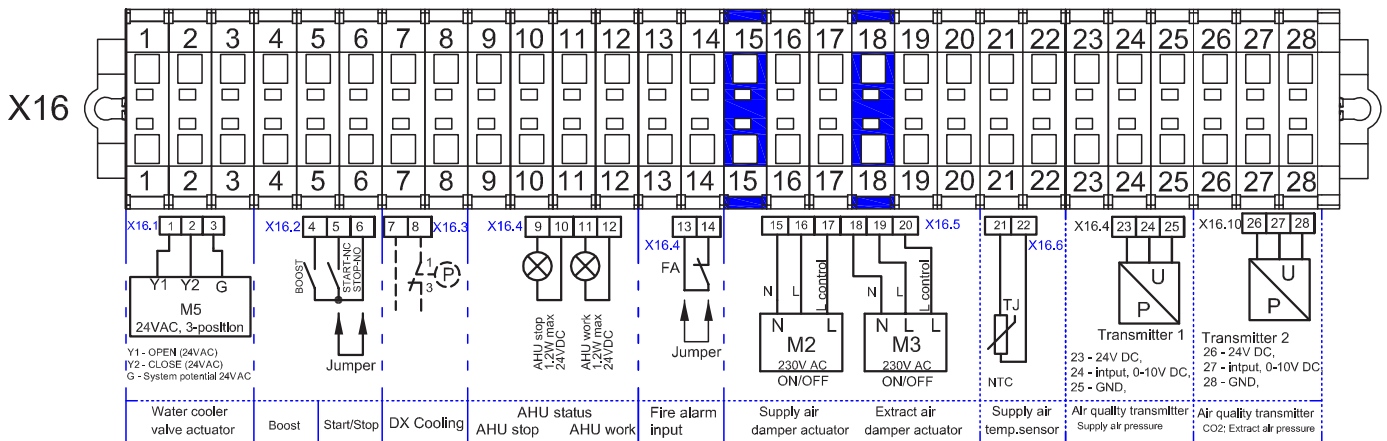 1 2 3 4 5 6 7 8 9 10 11 12 13 14 15 16 17 18 19 20 21 22 23 24 25 26 27 28
X16
1 2 3 4 5 6 7 8 9 10 11 12 13 14 15 16 17 18 19 20 21 22 23 24 25 26 27 28
X16.1 1 2 3
X16.2 4 5 6
7 8 X16.3
X16.4 9 10 11 12
13 14
X16.4
15 16 17 18 19 20 X16.5
21 22
X16.6
X16.4 23 24 25
X16.10 26 27 28
Y1 Y2 G
M5
24VAC, 3-position
Y1 - OPEN (24VAC)
Y2 - CLOSE (24VAC)
G - System potential 24VAC
BOOST
START-NC
STOP-NO
Jumper
1
P
3
AHU stop
1,2W max
24VDC
AHU work
1,2W max
24VDC
FA
Jumper
N
L
L control
N L
M2
230V AC
ON/OFF
N
L
L control
N L L
M3
230V AC
ON/OFF
TJ
NTC
U
P
Transmitter 1
23 - 24V DC,
24 - intput, 0-10V DC,
25 - GND,
U
P
Transmitter 2
26 - 24V DC,
27 - intput, 0-10V DC
28 - GND,
Water cooler
valve actuator
Boost
Start/Stop
DX Cooling
AHU status
AHU stop AHU work
Fire alarm
input
Supply air
damper actuator
Extract air
damper actuator
Supply air
temp.sensor
Air quality transmitter
Supply air pressure
Air quality transmitter
CO2; Extract air pressure